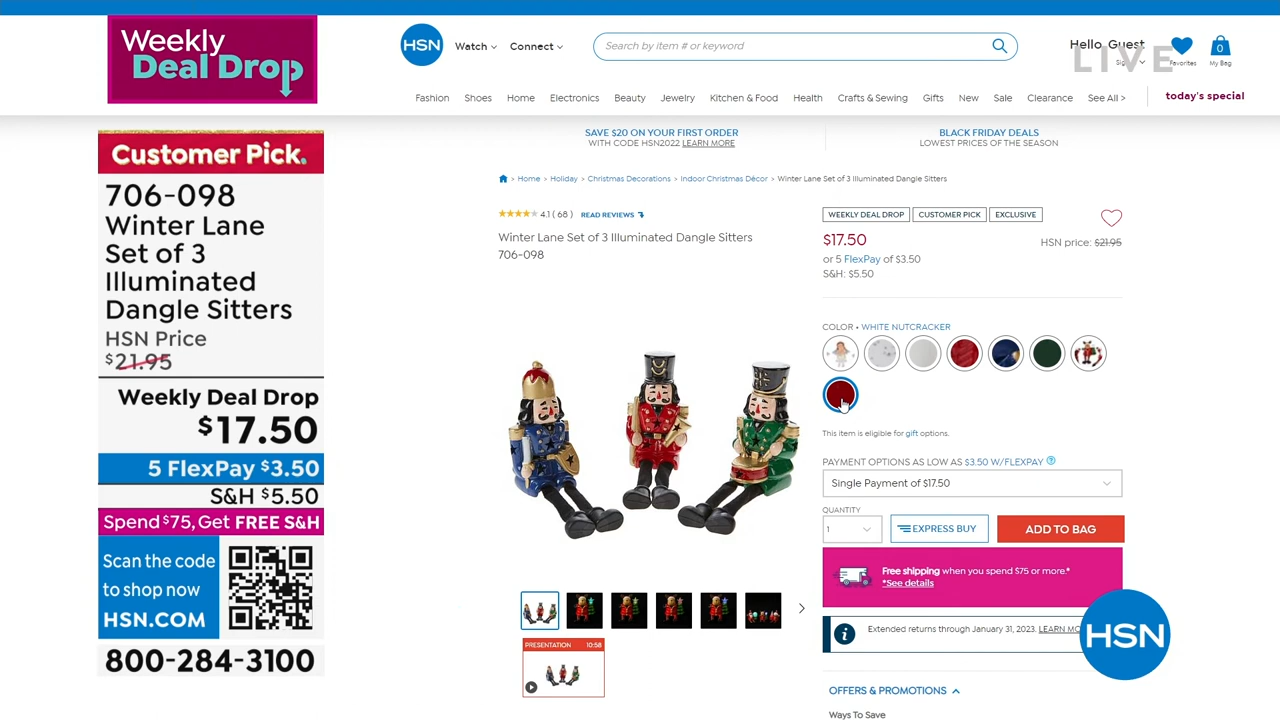 Weekly
Deal Drop
Customer Pick.
706-098
Winter Lane
Set of 3
Illuminated
Dangle Sitters
HSN Price
$21.95
Weekly Deal Drop
$17.50
5 FlexPay $3.50
S&H $5.50
Spend $75, Get FREE S&H
Scan the code
to shop now
HSN.COM
800-284-3100
HSN
Watch
Connect
Search by item # or keyword
Hello, Guest
LIVE
Favorites
0
My Bag
Fashion Shoes Home Electronics Beauty Jewelry Kitchen & Food Health Crafts & Sewing Gifts New Sale Clearance See All >
today's special
SAVE $20 ON YOUR FIRST ORDER
WITH CODE HSN2022 LEARN MORE
BLACK FRIDAY DEALS
LOWEST PRICES OF THE SEASON
> Home > Holiday > Christmas Decorations > Indoor Christmas Décor > Winter Lane Set of 3 Illuminated Dangle Sitters
4.1 ( 68 ) READ REVIEWS
Winter Lane Set of 3 Illuminated Dangle Sitters
706-098
WEEKLY DEAL DROP CUSTOMER PICK EXCLUSIVE
$17.50
HSN price: $21.95
or 5 FlexPay of $3.50
S&H: $5.50
COLOR • WHITE NUTCRACKER
This item is eligible for gift options.
PAYMENT OPTIONS AS LOW AS $3.50 W/FLEXPAY ?
Single Payment of $17.50
QUANTITY
1
EXPRESS BUY
ADD TO BAG
Free shipping when you spend $75 or more.*
*See details
Extended returns through January 31, 2023. LEARN MO
HSN
PRESENTATION 10:58
OFFERS & PROMOTIONS
Ways To Save